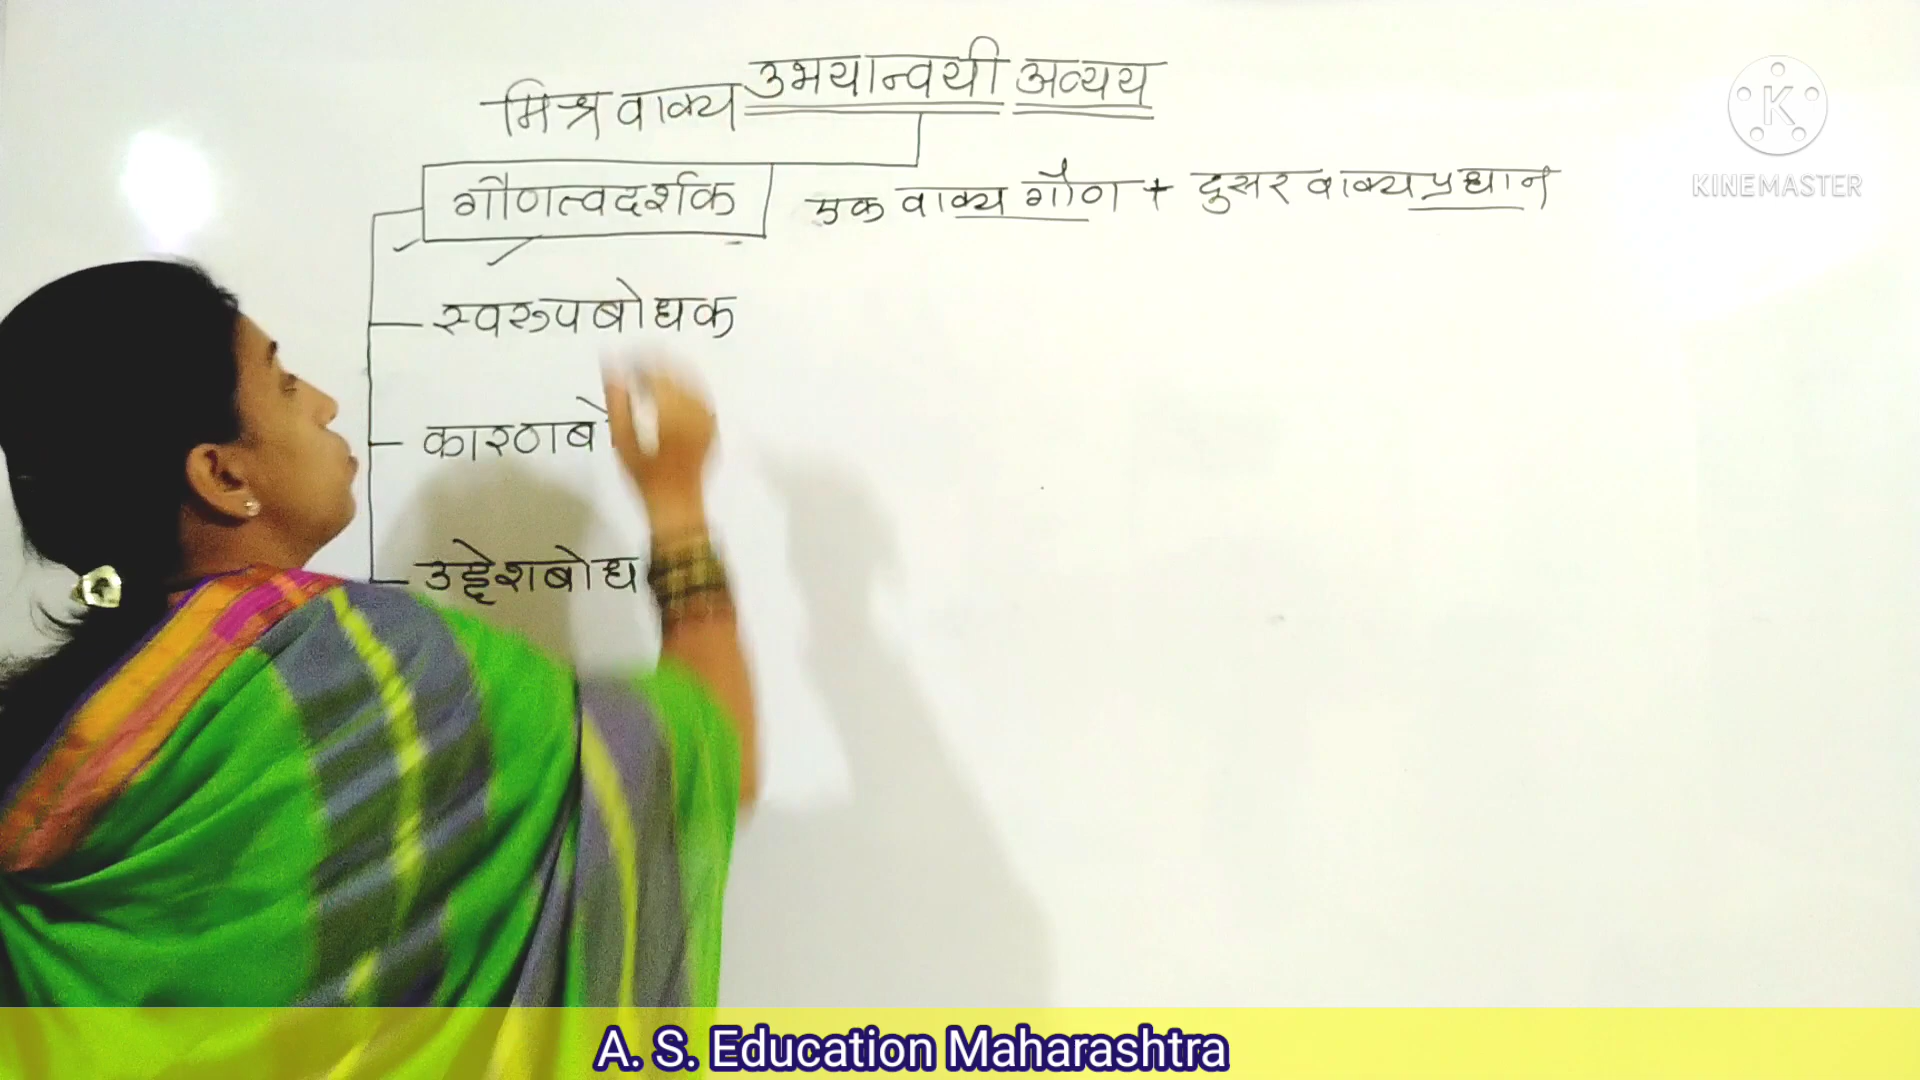 मिश्र वाक्य उभयान्वयी अव्यय
गौणत्वदर्शक एक वाक्य गौण + दुसर वाक्य प्रधान
स्वरुपबोधक
कारणबो
उद्देशबोध
K
KINEMASTER
A. S. Education Maharashtra